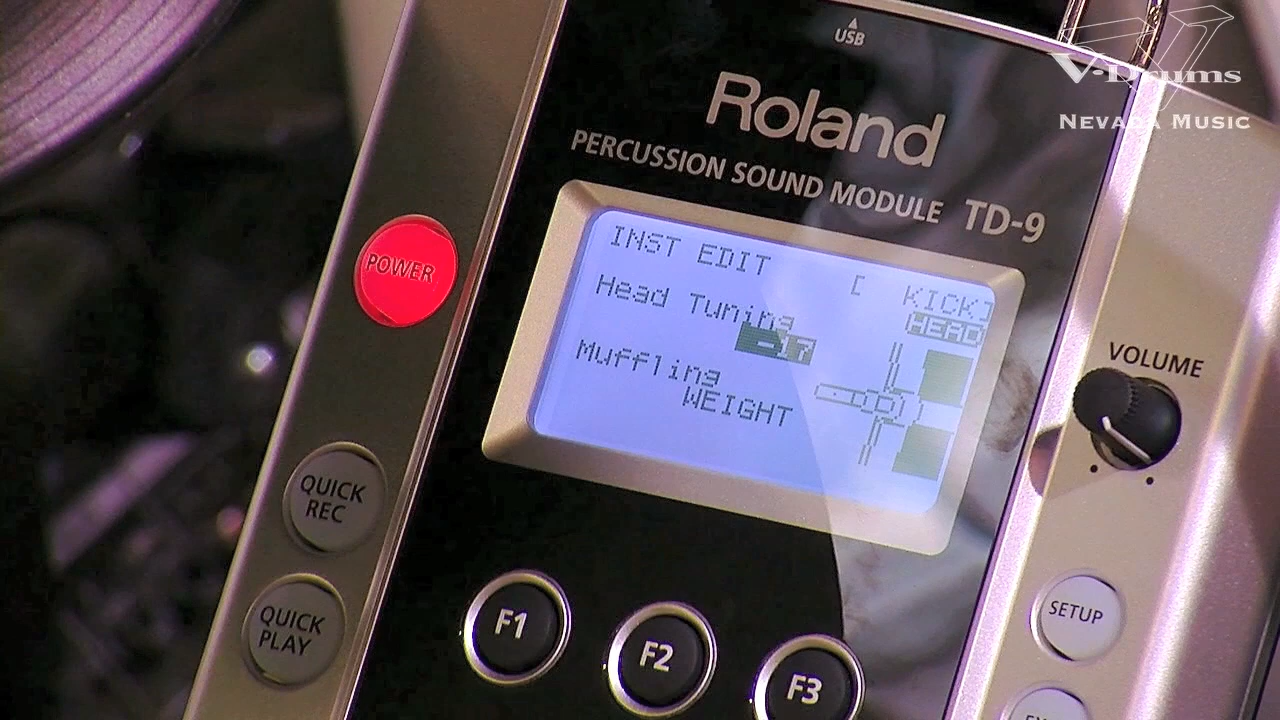 USB
V-Drums
NEVADA MUSIC
Roland
PERCUSSION SOUND MODULE TD-9
POWER
INST EDIT
[ KICK]
Head Tuning
HEAD
Muffling
WEIGHT
VOLUME
QUICK
REC
QUICK
PLAY
F1
F2
F3
SETUP